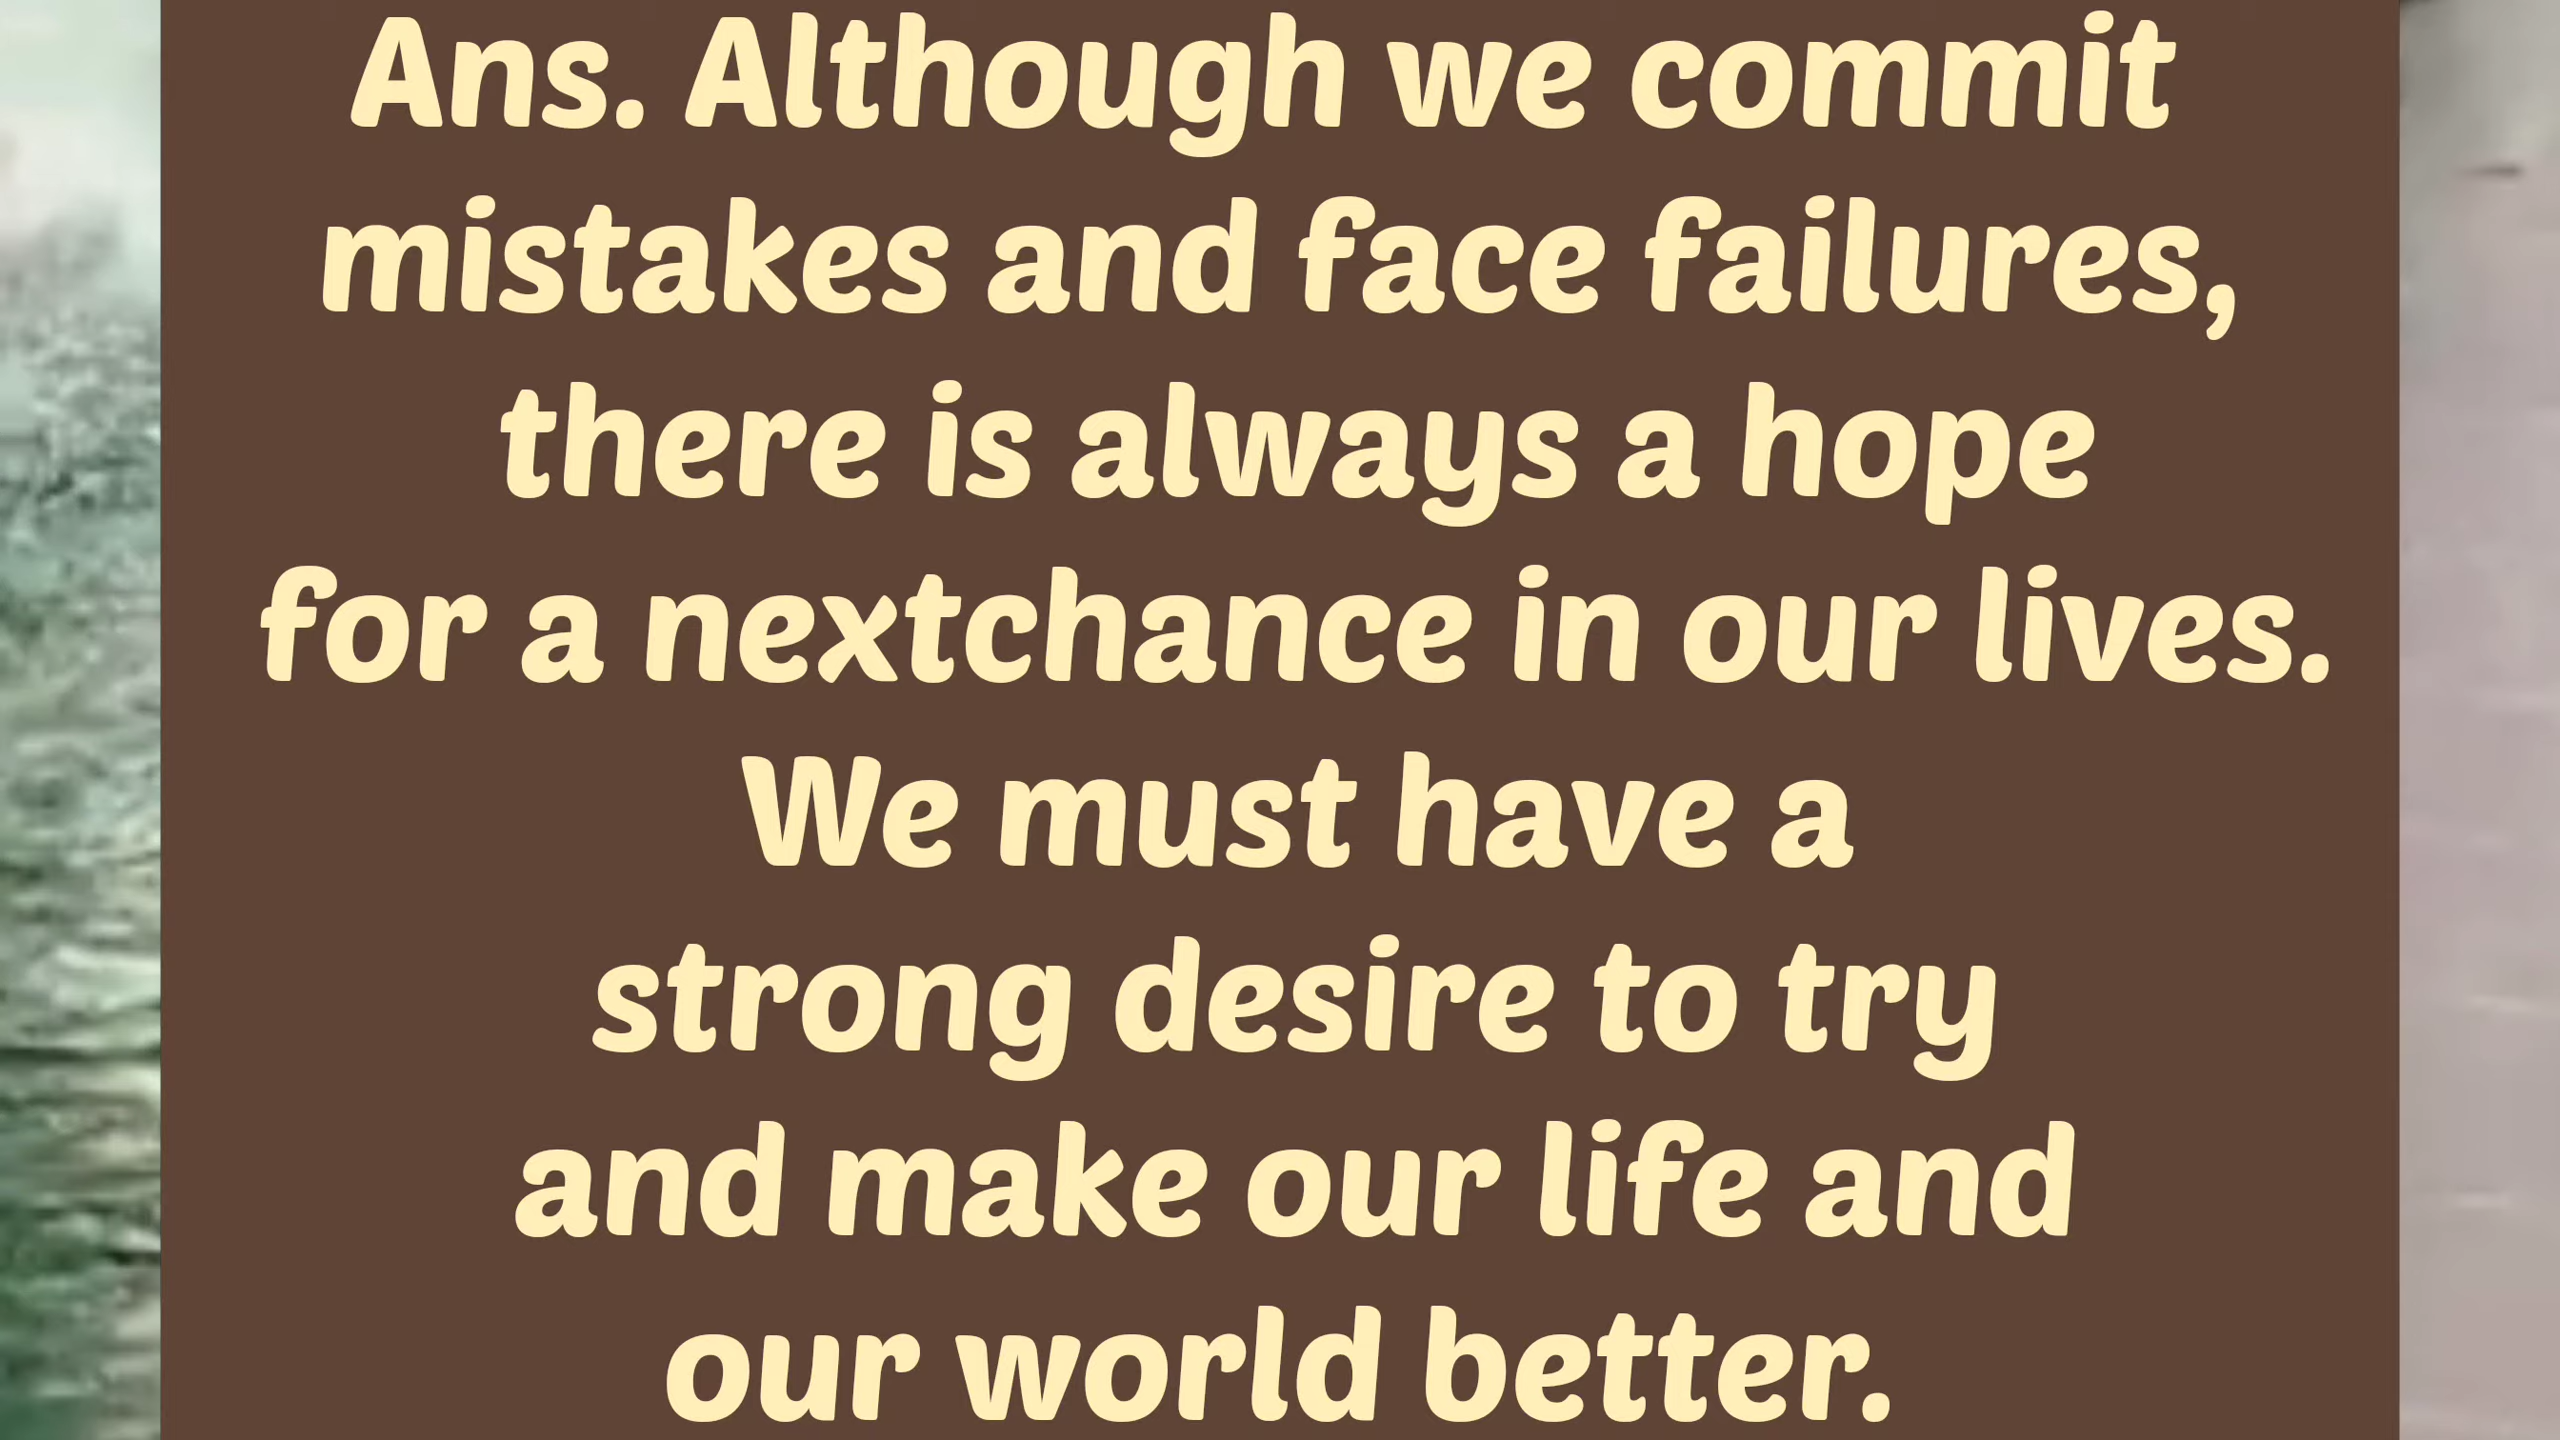 Ans. Although we commit
mistakes and face failures,
there is always a hope
for a nextchance in our lives.
We must have a
strong desire to try
and make our life and
our world better.